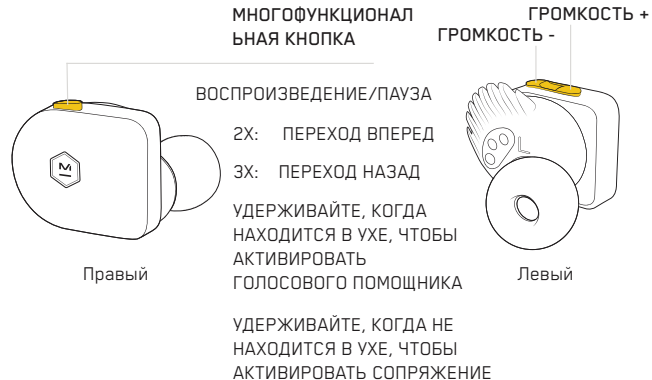 МНОГОФУНКЦИОНАЛ
ЬНАЯ КНОПКА
ГРОМКОСТЬ +
ГРОМКОСТЬ -
ВОСПРОИЗВЕДЕНИЕ/ПАУЗА
2X: ПЕРЕХОД ВПЕРЕД
3X: ПЕРЕХОД НАЗАД
УДЕРЖИВАЙТЕ, КОГДА
НАХОДИТСЯ В УХЕ, ЧТОБЫ
АКТИВИРОВАТЬ
ГОЛОСОВОГО ПОМОЩНИКА
УДЕРЖИВАЙТЕ, КОГДА НЕ
НАХОДИТСЯ В УХЕ, ЧТОБЫ
АКТИВИРОВАТЬ СОПРЯЖЕНИЕ
Правый
L
Левый